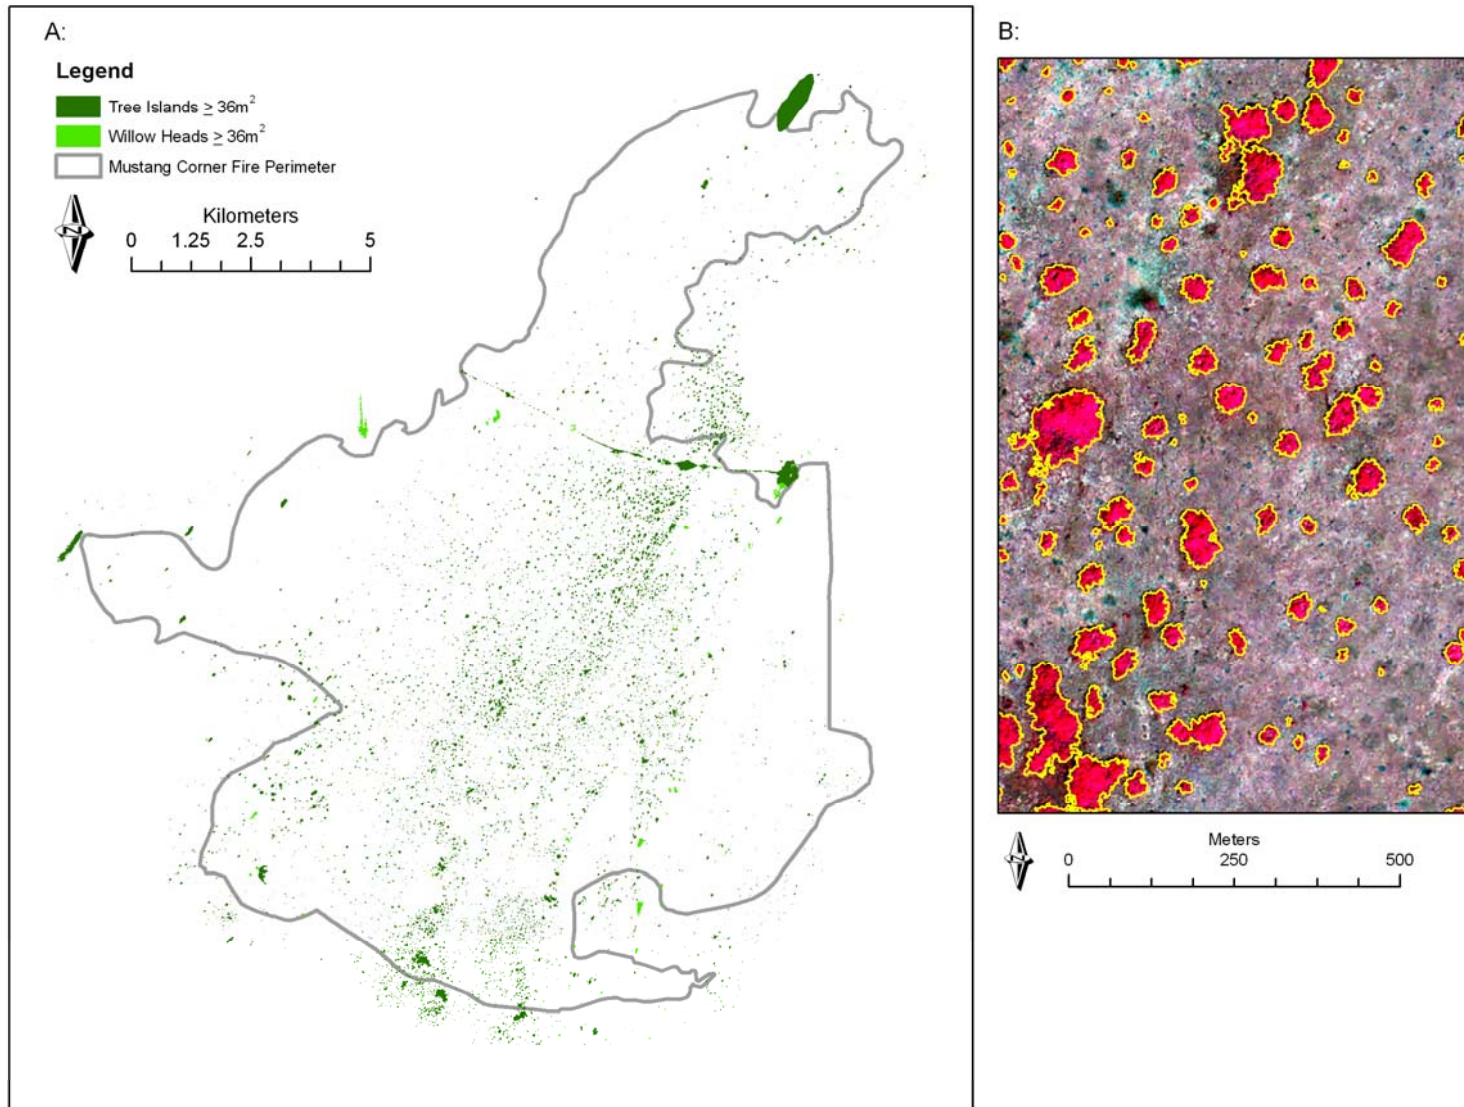 A:
Legend
Tree Islands ≥ 36m²
Willow Heads ≥ 36m²
Mustang Corner Fire Perimeter
N
Kilometers
0 1.25 2.5 5
B:
N
Meters
0 250 500